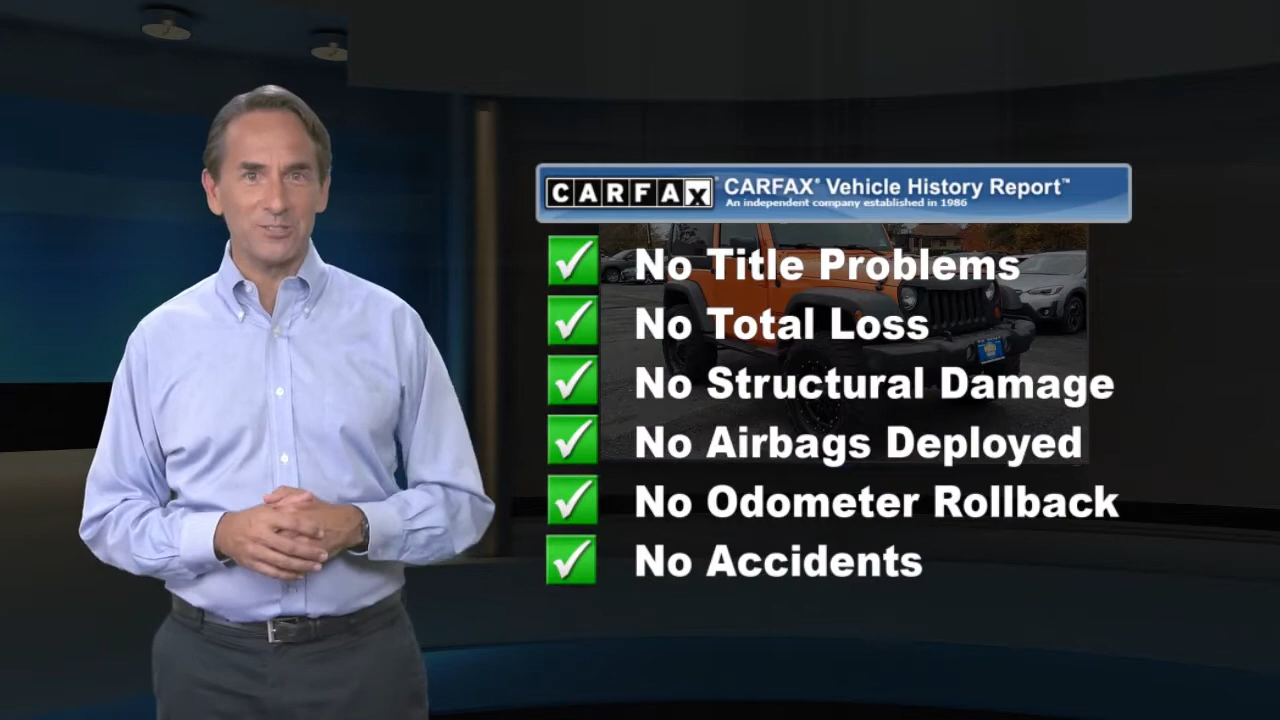 CARFAX® CARFAX® Vehicle History Report™
An independent company established in 1986
No Title Problems
No Total Loss
No Structural Damage
No Airbags Deployed
No Odometer Rollback
No Accidents